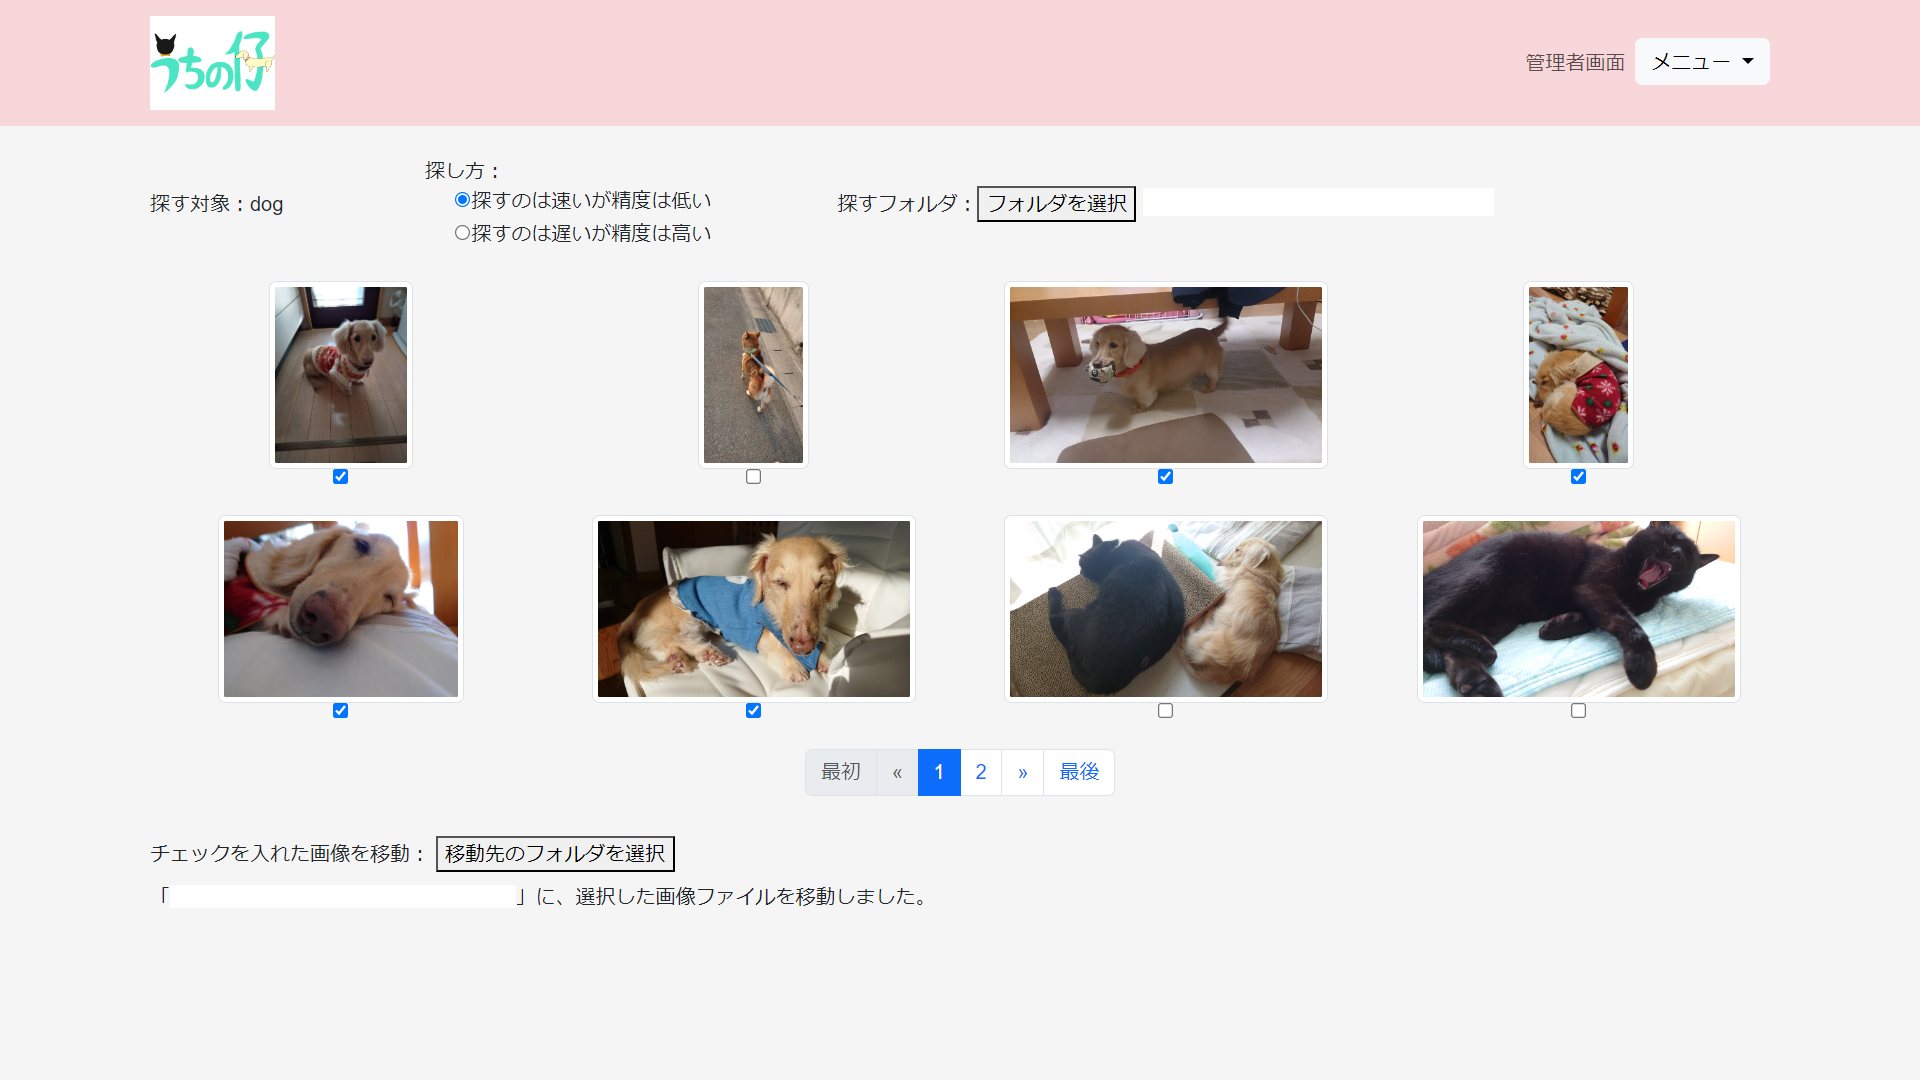 うちの仔
管理者画面 メニュー
探し方：
探す対象：dog
探すのは速いが精度は低い
探すのは遅いが精度は高い
探すフォルダ： フォルダを選択
最初 « 1 2 » 最後
チェックを入れた画像を移動： 移動先のフォルダを選択
「 」に、選択した画像ファイルを移動しました。